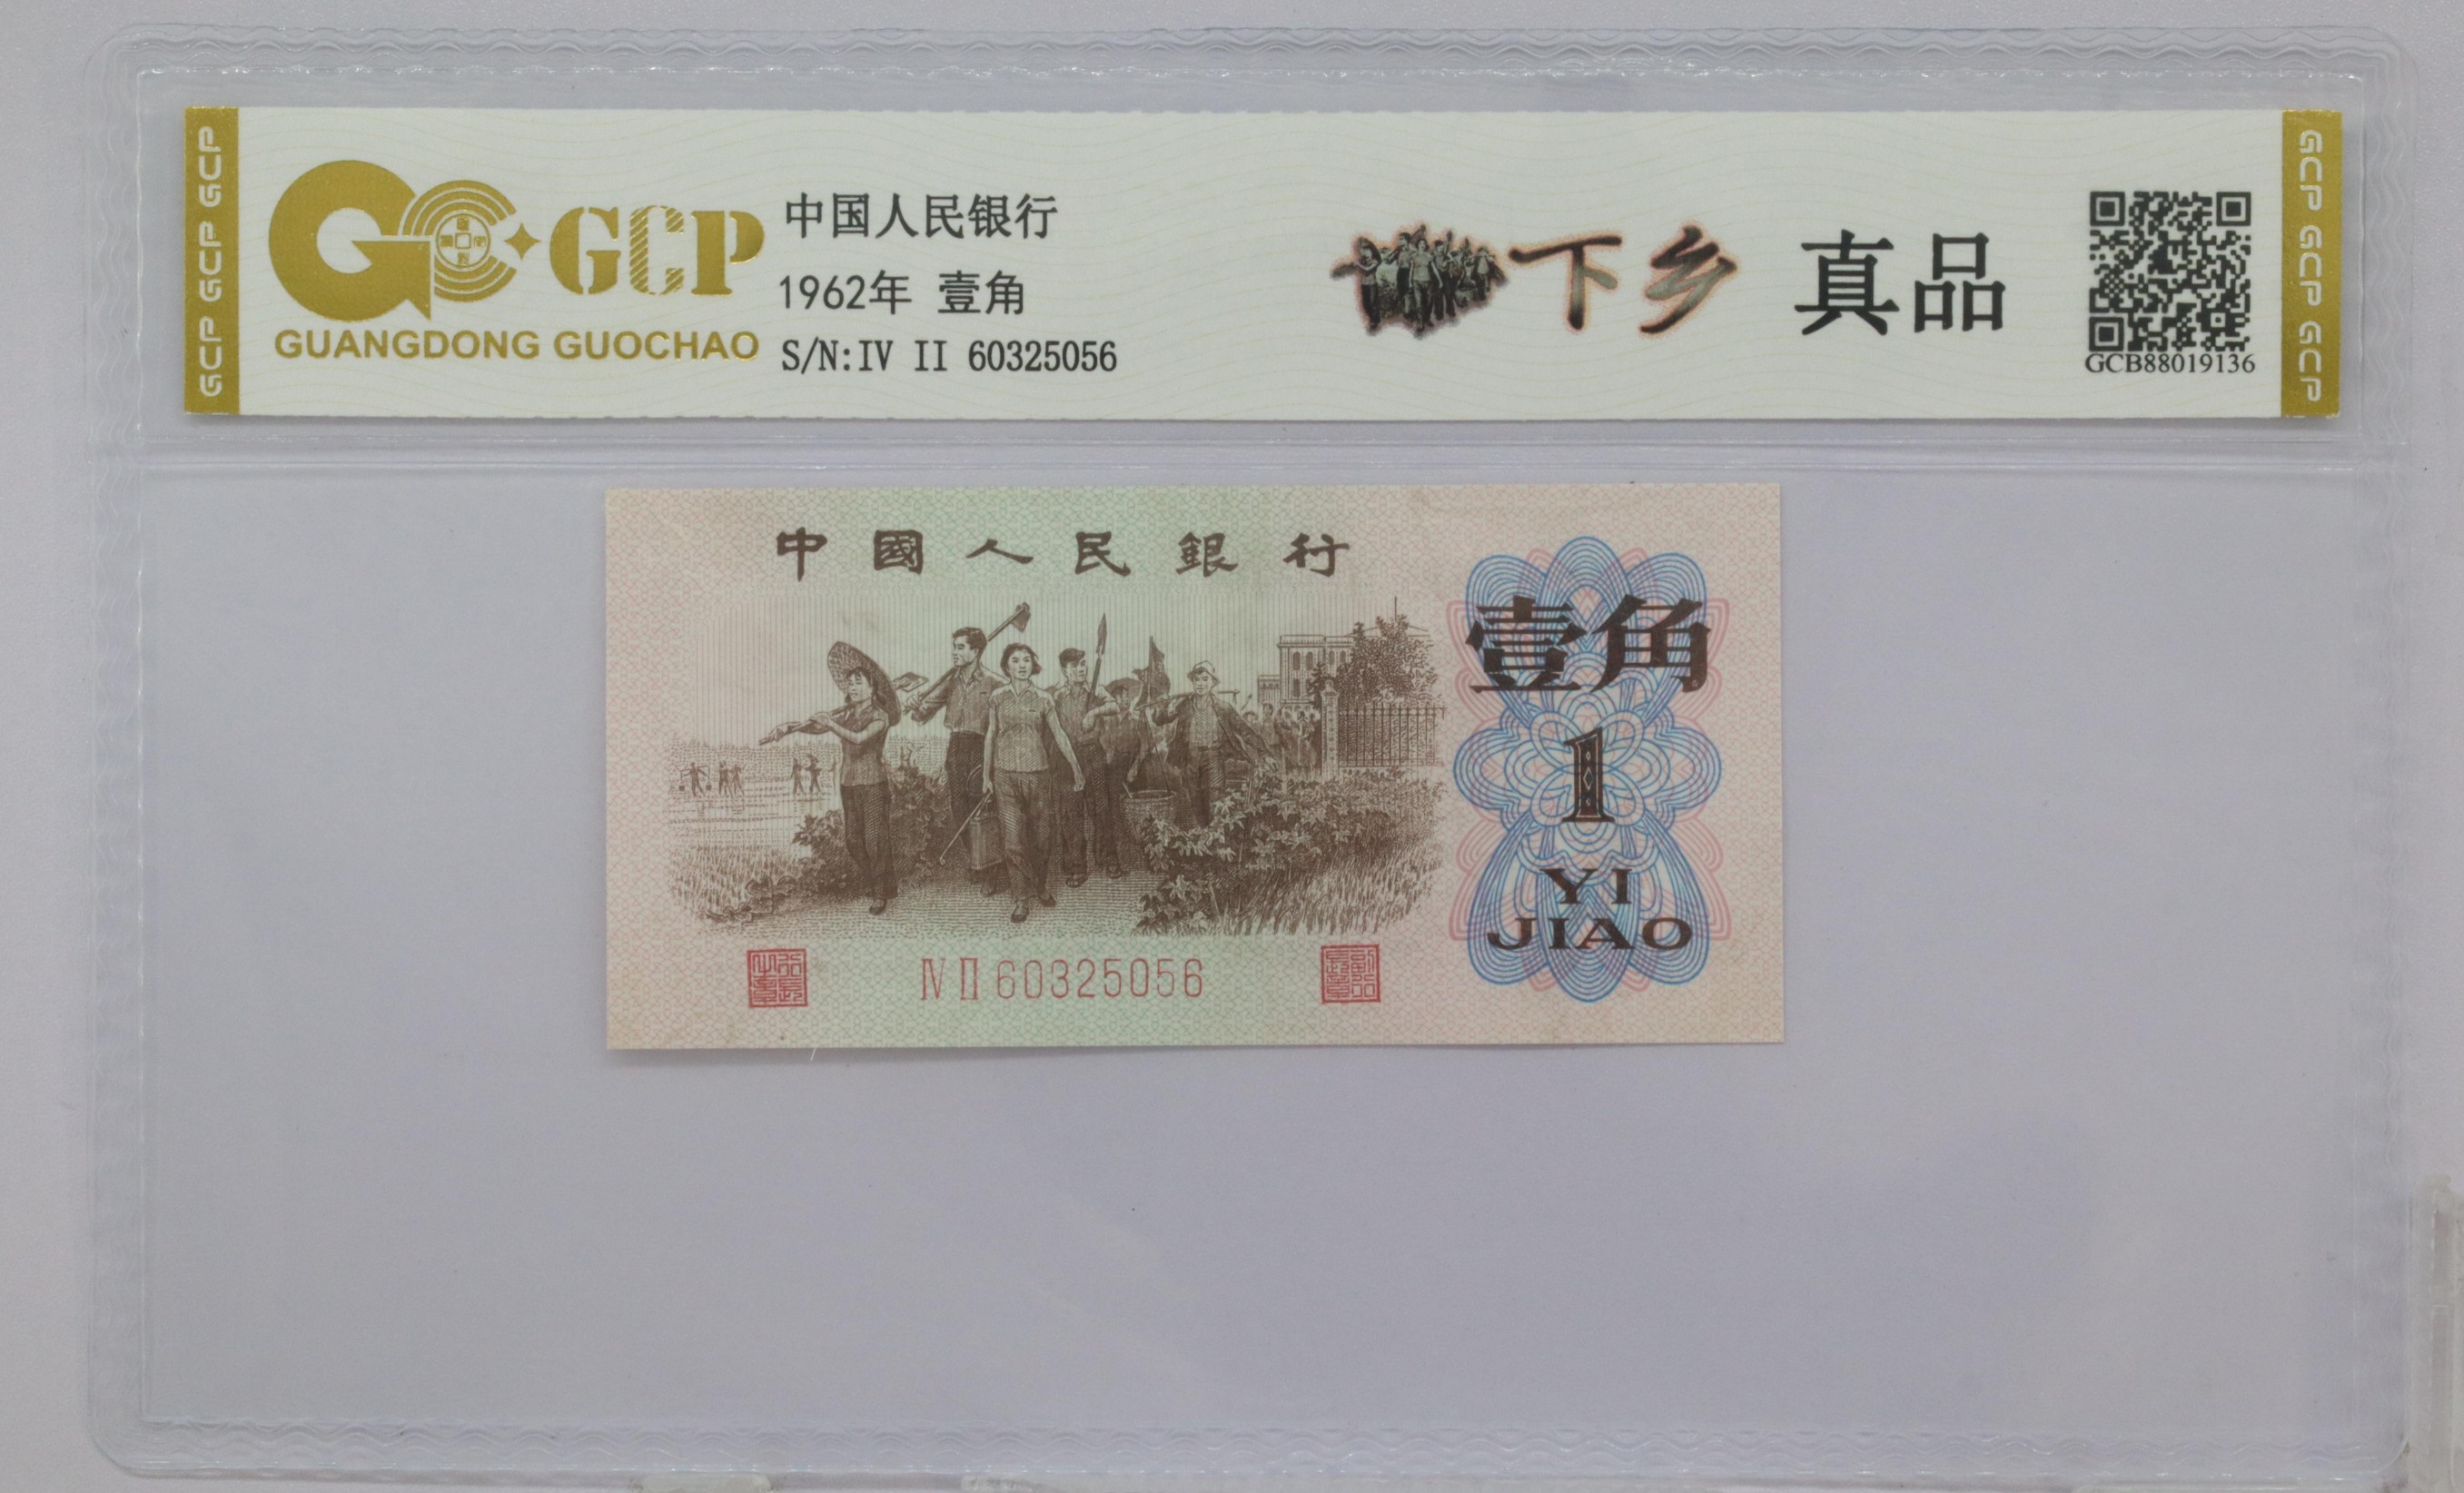 GCP GCP GCP
GCP
GUANGDONG GUOCHAO
中国人民银行
1962年 壹角
S/N:IV II 60325056
下乡 真品
GCB88019136
GCP GCP GCP
中國人民銀行
壹角
1
YI
JIAO
Ⅳ Ⅱ 60325056